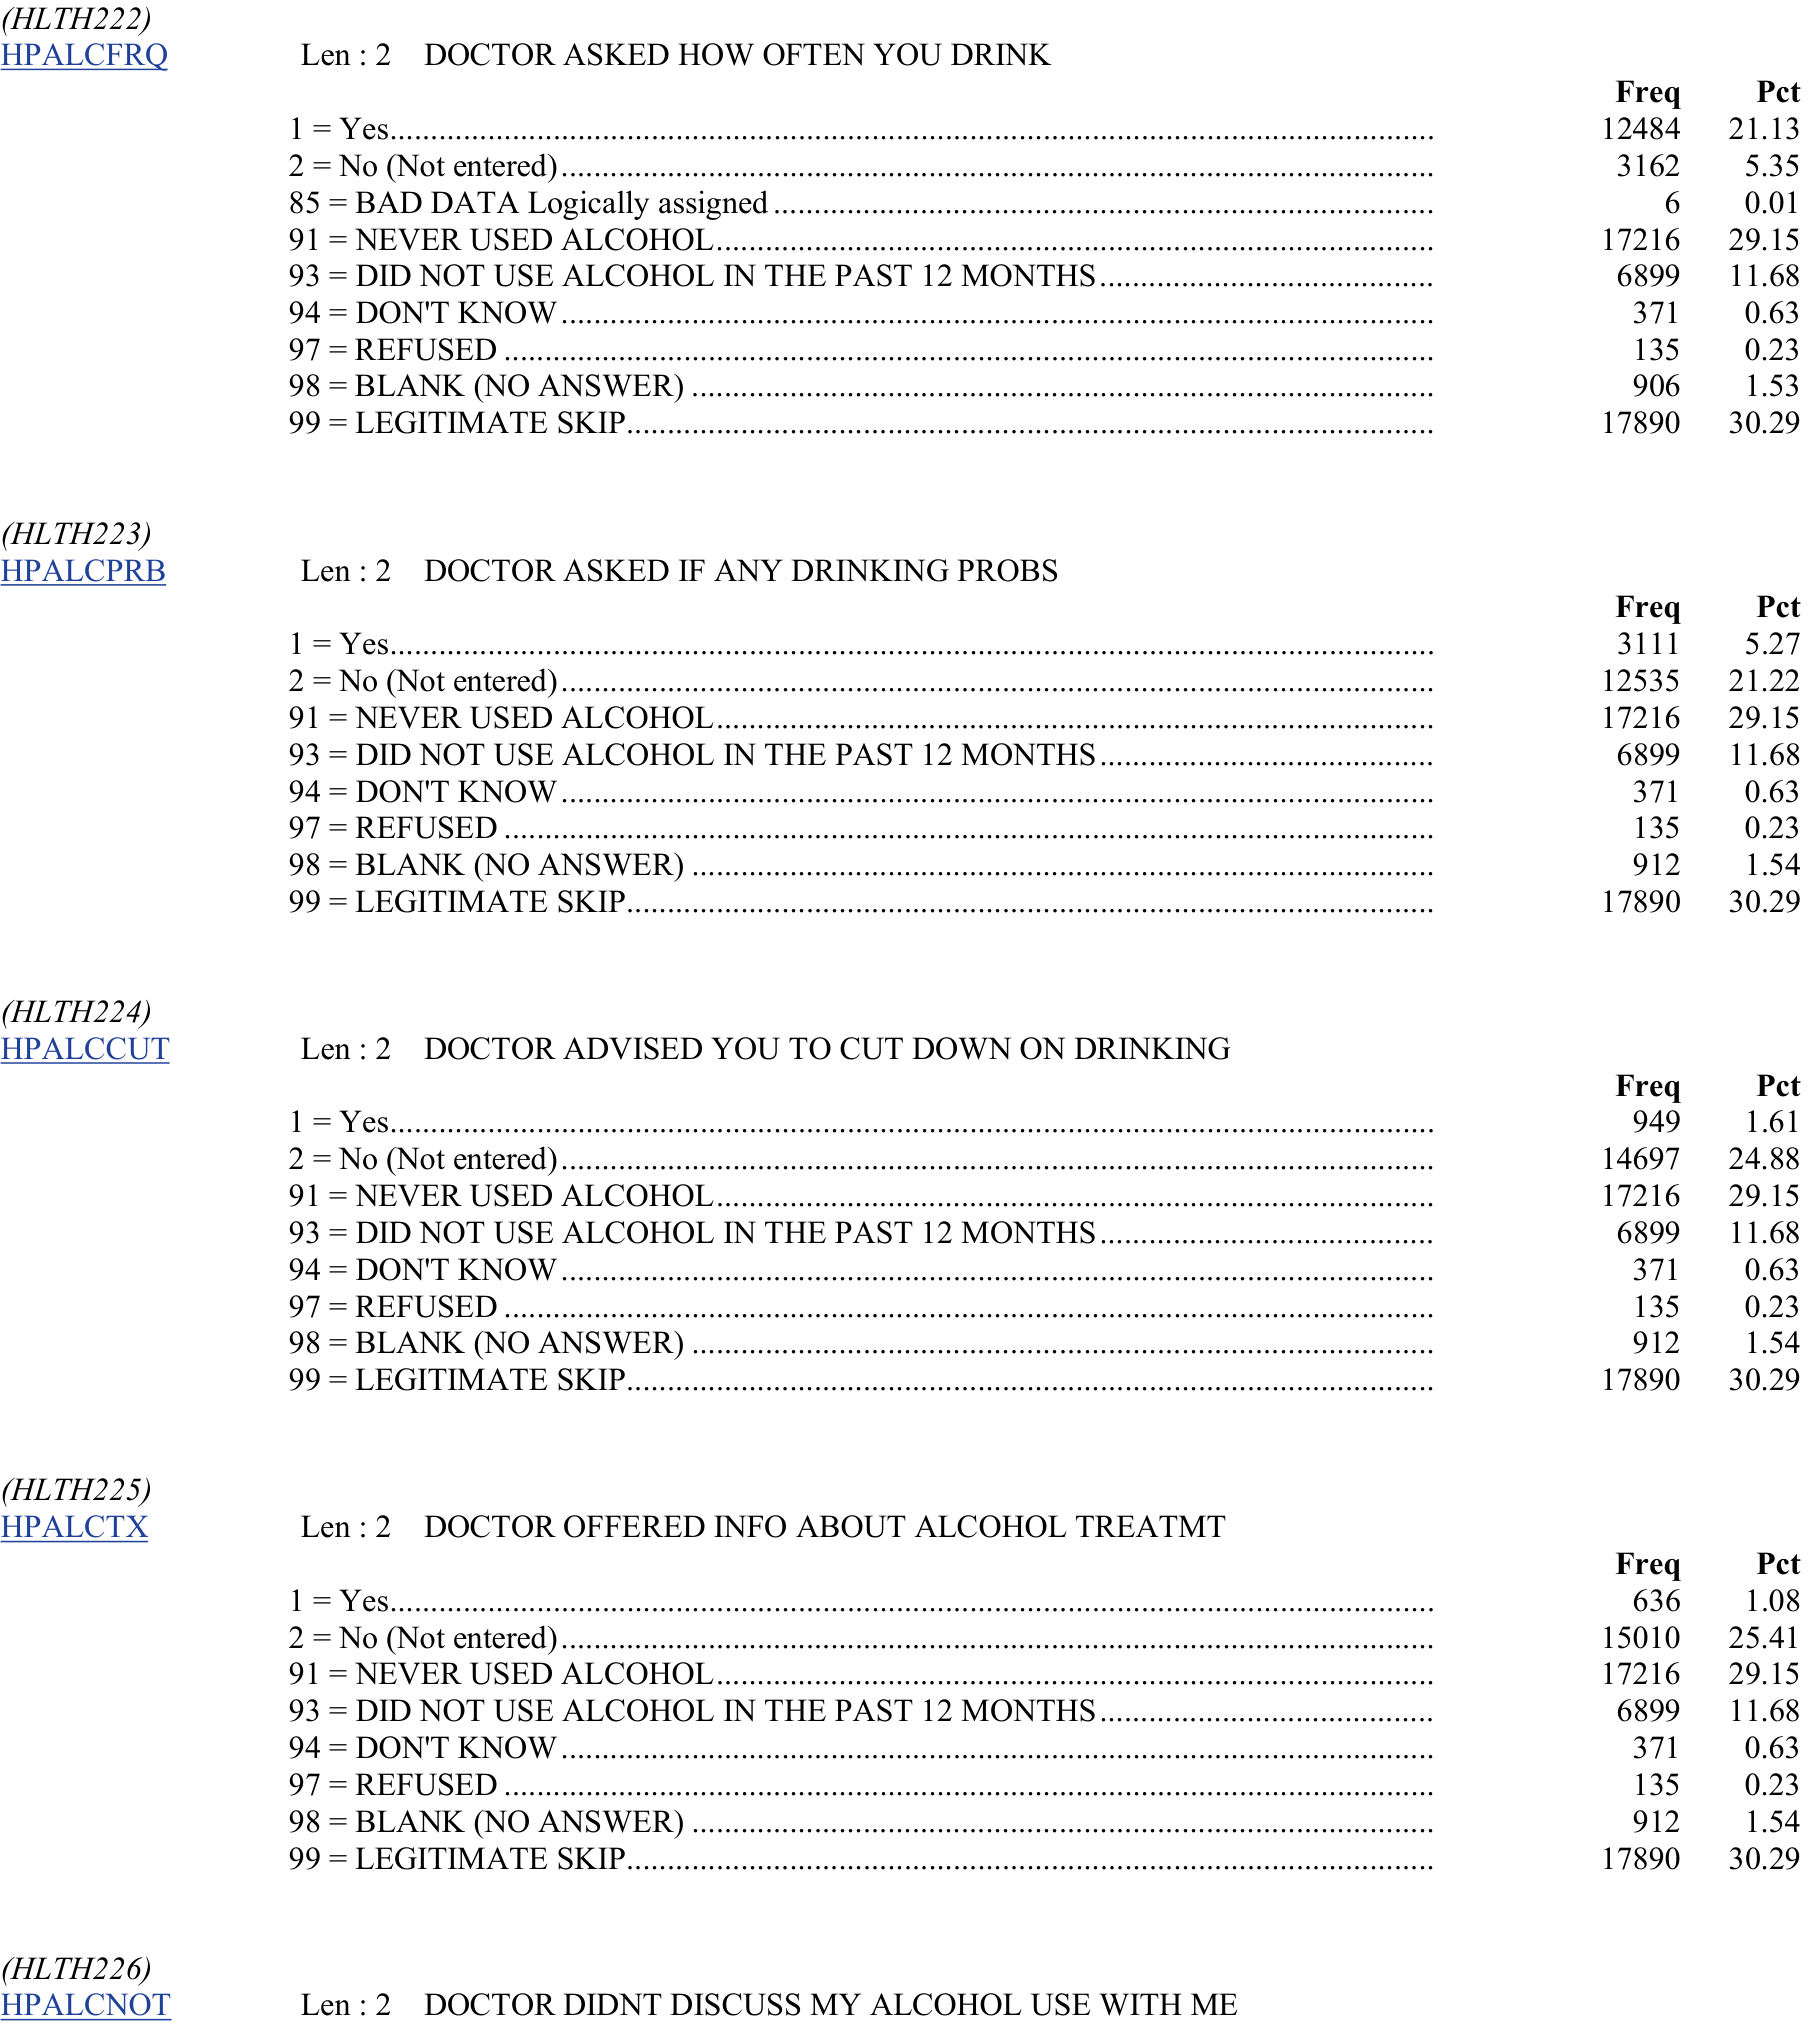 (HLTH222)
HPALCFRQ Len : 2 DOCTOR ASKED HOW OFTEN YOU DRINK
Freq Pct
1 = Yes.................... 12484 21.13
2 = No (Not entered).................... 3162 5.35
85 = BAD DATA Logically assigned.................... 6 0.01
91 = NEVER USED ALCOHOL.................... 17216 29.15
93 = DID NOT USE ALCOHOL IN THE PAST 12 MONTHS.................... 6899 11.68
94 = DON'T KNOW.................... 371 0.63
97 = REFUSED.................... 135 0.23
98 = BLANK (NO ANSWER).................... 906 1.53
99 = LEGITIMATE SKIP.................... 17890 30.29
(HLTH223)
HPALCPRB Len : 2 DOCTOR ASKED IF ANY DRINKING PROBS
Freq Pct
1 = Yes.................... 3111 5.27
2 = No (Not entered).................... 12535 21.22
91 = NEVER USED ALCOHOL.................... 17216 29.15
93 = DID NOT USE ALCOHOL IN THE PAST 12 MONTHS.................... 6899 11.68
94 = DON'T KNOW.................... 371 0.63
97 = REFUSED.................... 135 0.23
98 = BLANK (NO ANSWER).................... 912 1.54
99 = LEGITIMATE SKIP.................... 17890 30.29
(HLTH224)
HPALCCUT Len : 2 DOCTOR ADVISED YOU TO CUT DOWN ON DRINKING
Freq Pct
1 = Yes.................... 949 1.61
2 = No (Not entered).................... 14697 24.88
91 = NEVER USED ALCOHOL.................... 17216 29.15
93 = DID NOT USE ALCOHOL IN THE PAST 12 MONTHS.................... 6899 11.68
94 = DON'T KNOW.................... 371 0.63
97 = REFUSED.................... 135 0.23
98 = BLANK (NO ANSWER).................... 912 1.54
99 = LEGITIMATE SKIP.................... 17890 30.29
(HLTH225)
HPALCTX Len : 2 DOCTOR OFFERED INFO ABOUT ALCOHOL TREATMT
Freq Pct
1 = Yes.................... 636 1.08
2 = No (Not entered).................... 15010 25.41
91 = NEVER USED ALCOHOL.................... 17216 29.15
93 = DID NOT USE ALCOHOL IN THE PAST 12 MONTHS.................... 6899 11.68
94 = DON'T KNOW.................... 371 0.63
97 = REFUSED.................... 135 0.23
98 = BLANK (NO ANSWER).................... 912 1.54
99 = LEGITIMATE SKIP.................... 17890 30.29
(HLTH226)
HPALCNOT Len : 2 DOCTOR DIDNT DISCUSS MY ALCOHOL USE WITH ME